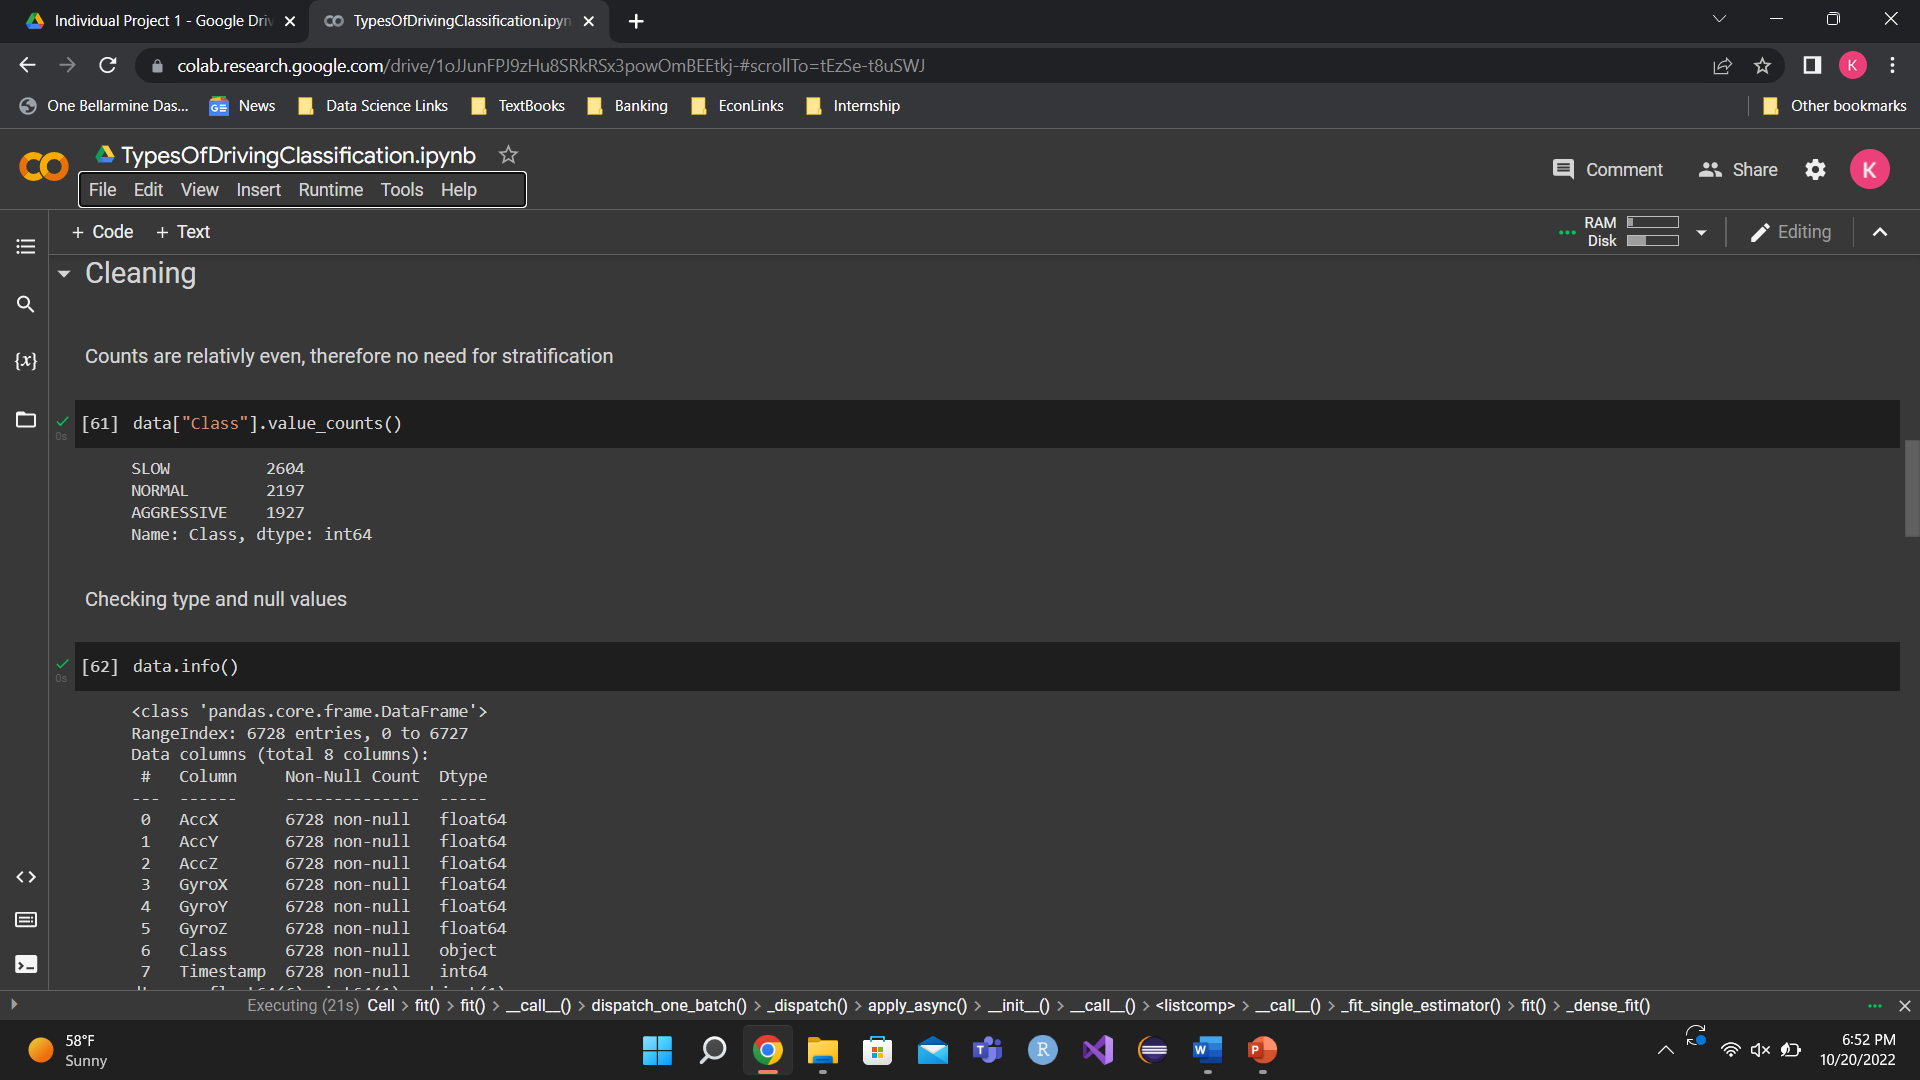 Individual Project 1 - Google Driv
TypesOfDrivingClassification.ipyn
colab.research.google.com/drive/1oJJunFPJ9zHu8SRkRSx3powOmBEEtkj-#scrollTo=tEzSe-t8uSWJ
K
One Bellarmine Das...
News
Data Science Links
TextBooks
Banking
EconLinks
Internship
Other bookmarks
TypesOfDrivingClassification.ipynb
File Edit View Insert Runtime Tools Help
Comment
Share
K
+ Code + Text
RAM
Disk
Editing
Cleaning
Counts are relativly even, therefore no need for stratification
[61] data["Class"].value_counts()
0s
SLOW 2604
NORMAL 2197
AGGRESSIVE 1927
Name: Class, dtype: int64
Checking type and null values
[62] data.info()
0s
<class 'pandas.core.frame.DataFrame'>
RangeIndex: 6728 entries, 0 to 6727
Data columns (total 8 columns):
# Column Non-Null Count Dtype
--- ------ -------------- -----
0 AccX 6728 non-null float64
1 AccY 6728 non-null float64
2 AccZ 6728 non-null float64
3 GyroX 6728 non-null float64
4 GyroY 6728 non-null float64
5 GyroZ 6728 non-null float64
6 Class 6728 non-null object
7 Timestamp 6728 non-null int64
Executing (21s) Cell > fit() > fit() > __call__() > dispatch_one_batch() > _dispatch() > apply_async() > __init__() > __call__() > <listcomp> > __call__() > _fit_single_estimator() > fit() > _dense_fit()
58°F
Sunny
6:52 PM
10/20/2022